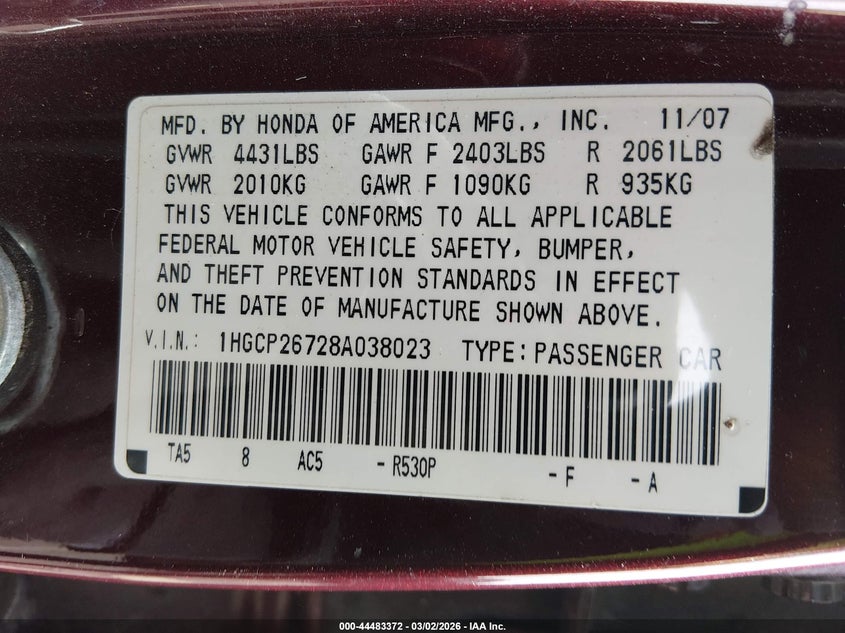 MFD. BY HONDA OF AMERICA MFG., INC. 11/07
GVWR 4431LBS GAWR F 2403LBS R 2061LBS
GVWR 2010KG GAWR F 1090KG R 935KG
THIS VEHICLE CONFORMS TO ALL APPLICABLE
FEDERAL MOTOR VEHICLE SAFETY, BUMPER,
AND THEFT PREVENTION STANDARDS IN EFFECT
ON THE DATE OF MANUFACTURE SHOWN ABOVE.
V.I.N.: 1HGCP26728A038023 TYPE: PASSENGER CAR
TA5 8 AC5 -R530P -F -A
000-44483372 - 03/02/2026 - IAA Inc.